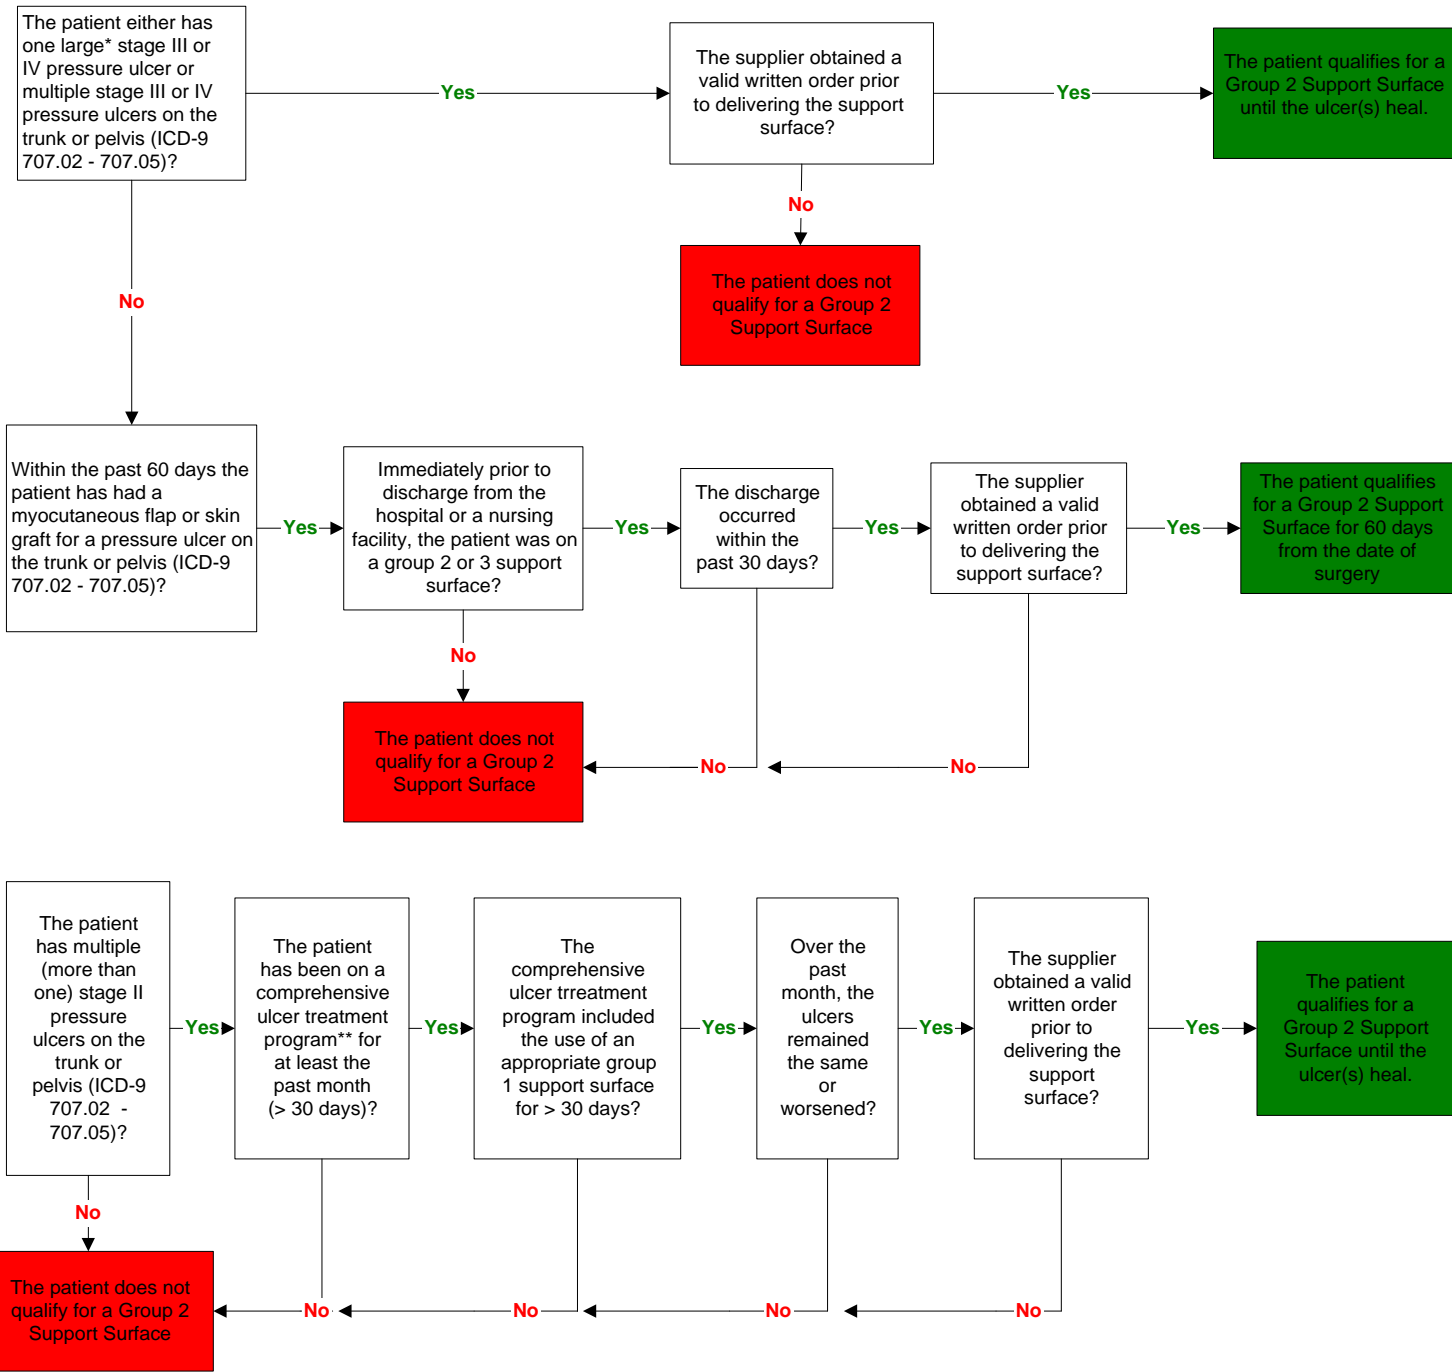 The patient either has
one large* stage III or
IV pressure ulcer or
multiple stage III or IV
pressure ulcers on the
trunk or pelvis (ICD-9
707.02 - 707.05)?
Yes
The supplier obtained a
valid written order prior
to delivering the support
surface?
Yes
The patient qualifies for a
Group 2 Support Surface
until the ulcer(s) heal.
No
The patient does not
qualify for a Group 2
Support Surface
No
Within the past 60 days the
patient has had a
myocutaneous flap or skin
graft for a pressure ulcer on
the trunk or pelvis (ICD-9
707.02 - 707.05)?
Yes
Immediately prior to
discharge from the
hospital or a nursing
facility, the patient was on
a group 2 or 3 support
surface?
Yes
The discharge
occurred
within the
past 30 days?
Yes
The supplier
obtained a valid
written order prior
to delivering the
support surface?
Yes
The patient qualifies
for a Group 2 Support
Surface for 60 days
from the date of
surgery
No
The patient does not
qualify for a Group 2
Support Surface
No
No
The patient
has multiple
(more than
one) stage II
pressure
ulcers on the
trunk or
pelvis (ICD-9
707.02 -
707.05)?
Yes
The patient
has been on a
comprehensive
ulcer treatment
program** for
at least the
past month
(> 30 days)?
Yes
The
comprehensive
ulcer trreatment
program included
the use of an
appropriate group
1 support surface
for > 30 days?
Yes
Over the
past
month, the
ulcers
remained
the same
or
worsened?
Yes
The supplier
obtained a valid
written order
prior to
delivering the
support
surface?
Yes
The patient
qualifies for a
Group 2 Support
Surface until the
ulcer(s) heal.
No
The patient does not
qualify for a Group 2
Support Surface
No
No
No
No